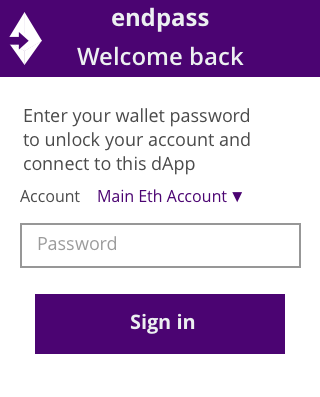 endpass
Welcome back
Enter your wallet password
to unlock your account and
connect to this dApp
Account Main Eth Account ▼
Password
Sign in